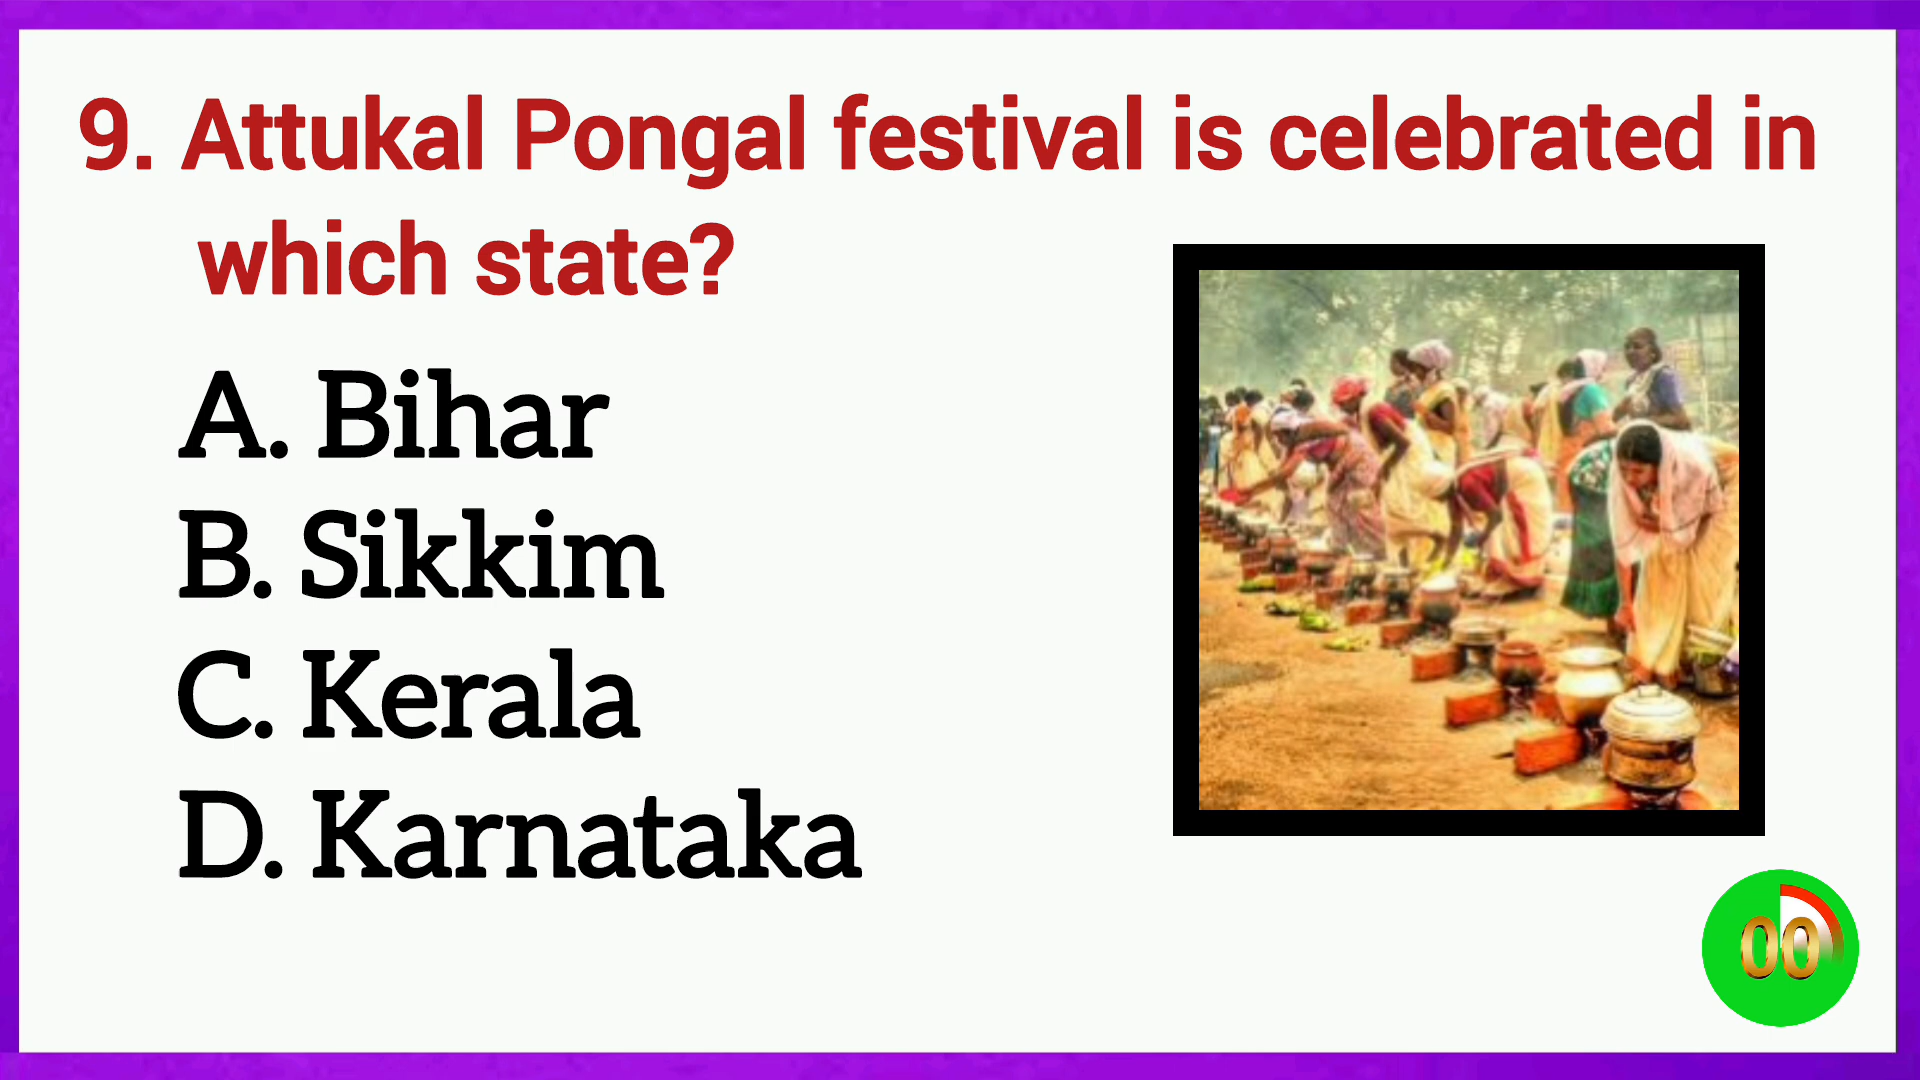 9. Attukal Pongal festival is celebrated in
which state?
A. Bihar
B. Sikkim
C. Kerala
D. Karnataka
00